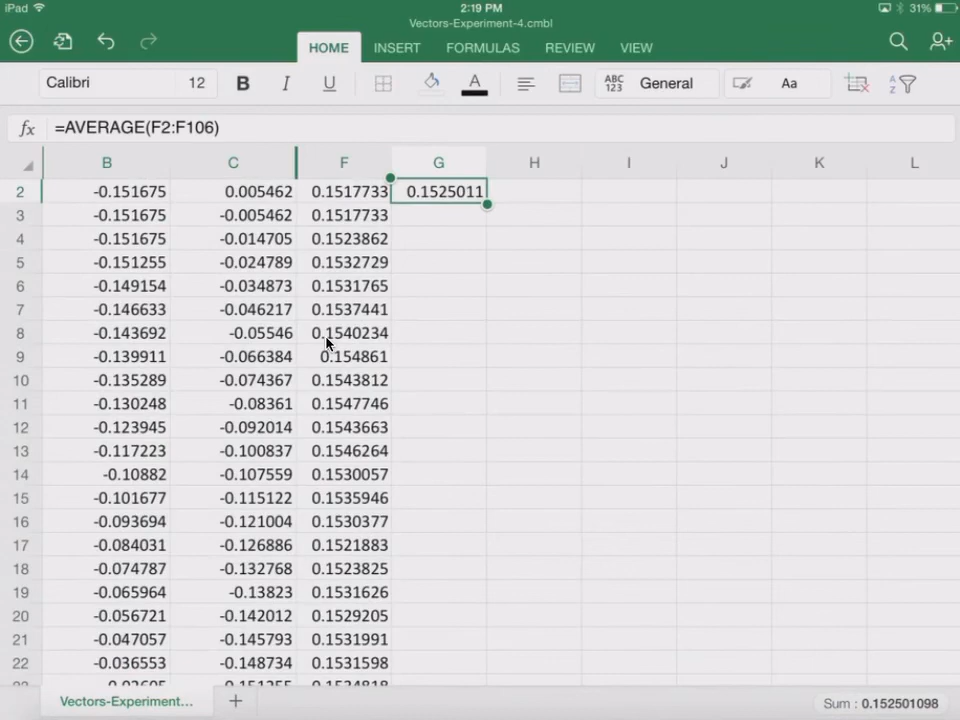 iPad 2:19 PM 31%
Vectors-Experiment-4.cmbl
HOME INSERT FORMULAS REVIEW VIEW
Calibri 12 B I U A ABC 123 General Aa A Z
fx =AVERAGE(F2:F106)
B C F G H I J K L
2 -0.151675 0.005462 0.1517733 0.1525011
3 -0.151675 -0.005462 0.1517733
4 -0.151675 -0.014705 0.1523862
5 -0.151255 -0.024789 0.1532729
6 -0.149154 -0.034873 0.1531765
7 -0.146633 -0.046217 0.1537441
8 -0.143692 -0.05546 0.1540234
9 -0.139911 -0.066384 0.154861
10 -0.135289 -0.074367 0.1543812
11 -0.130248 -0.08361 0.1547746
12 -0.123945 -0.092014 0.1543663
13 -0.117223 -0.100837 0.1546264
14 -0.10882 -0.107559 0.1530057
15 -0.101677 -0.115122 0.1535946
16 -0.093694 -0.121004 0.1530377
17 -0.084031 -0.126886 0.1521883
18 -0.074787 -0.132768 0.1523825
19 -0.065964 -0.13823 0.1531626
20 -0.056721 -0.142012 0.1529205
21 -0.047057 -0.145793 0.1531991
22 -0.036553 -0.148734 0.1531598
Vectors-Experiment... + Sum : 0.152501098